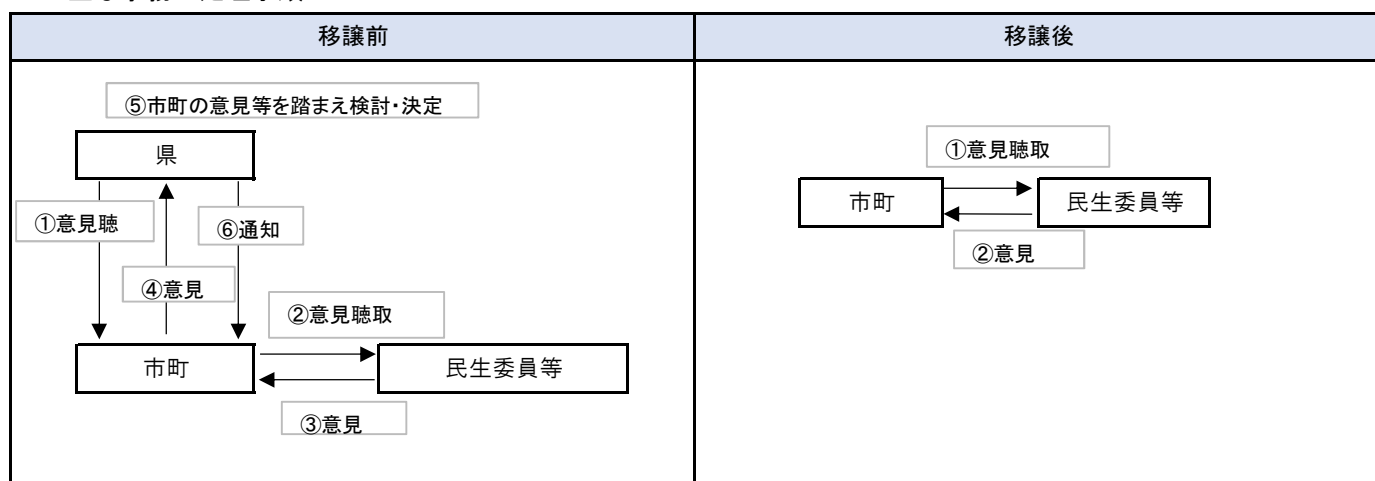 移譲前
移譲後
⑤市町の意見等を踏まえ検討・決定
県
①意見聴
⑥通知
④意見
②意見聴取
市町
民生委員等
③意見
①意見聴取
市町
民生委員等
②意見